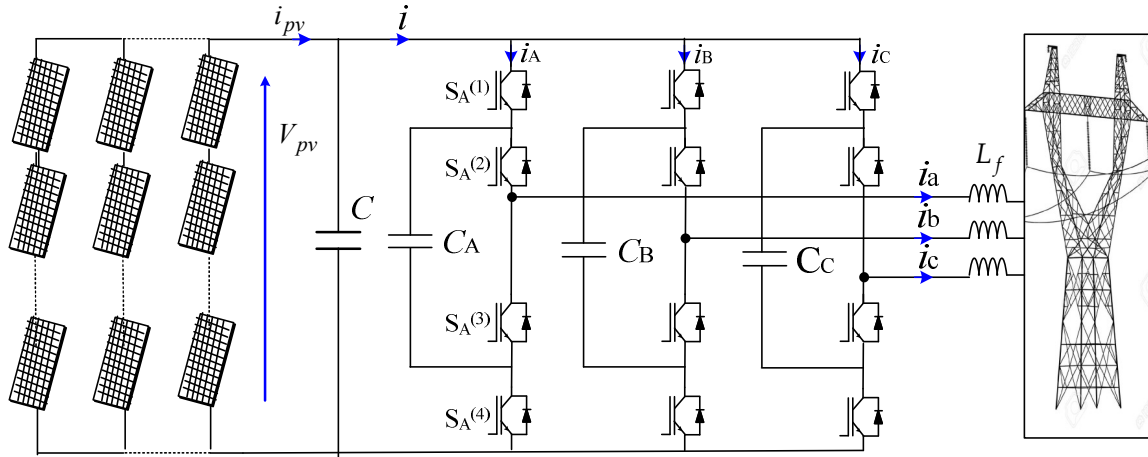 i_pv
i
i_A
i_B
i_C
S_A^(1)
V_pv
S_A^(2)
L_f
i_a
C
C_A
C_B
C_C
i_b
i_c
S_A^(3)
S_A^(4)